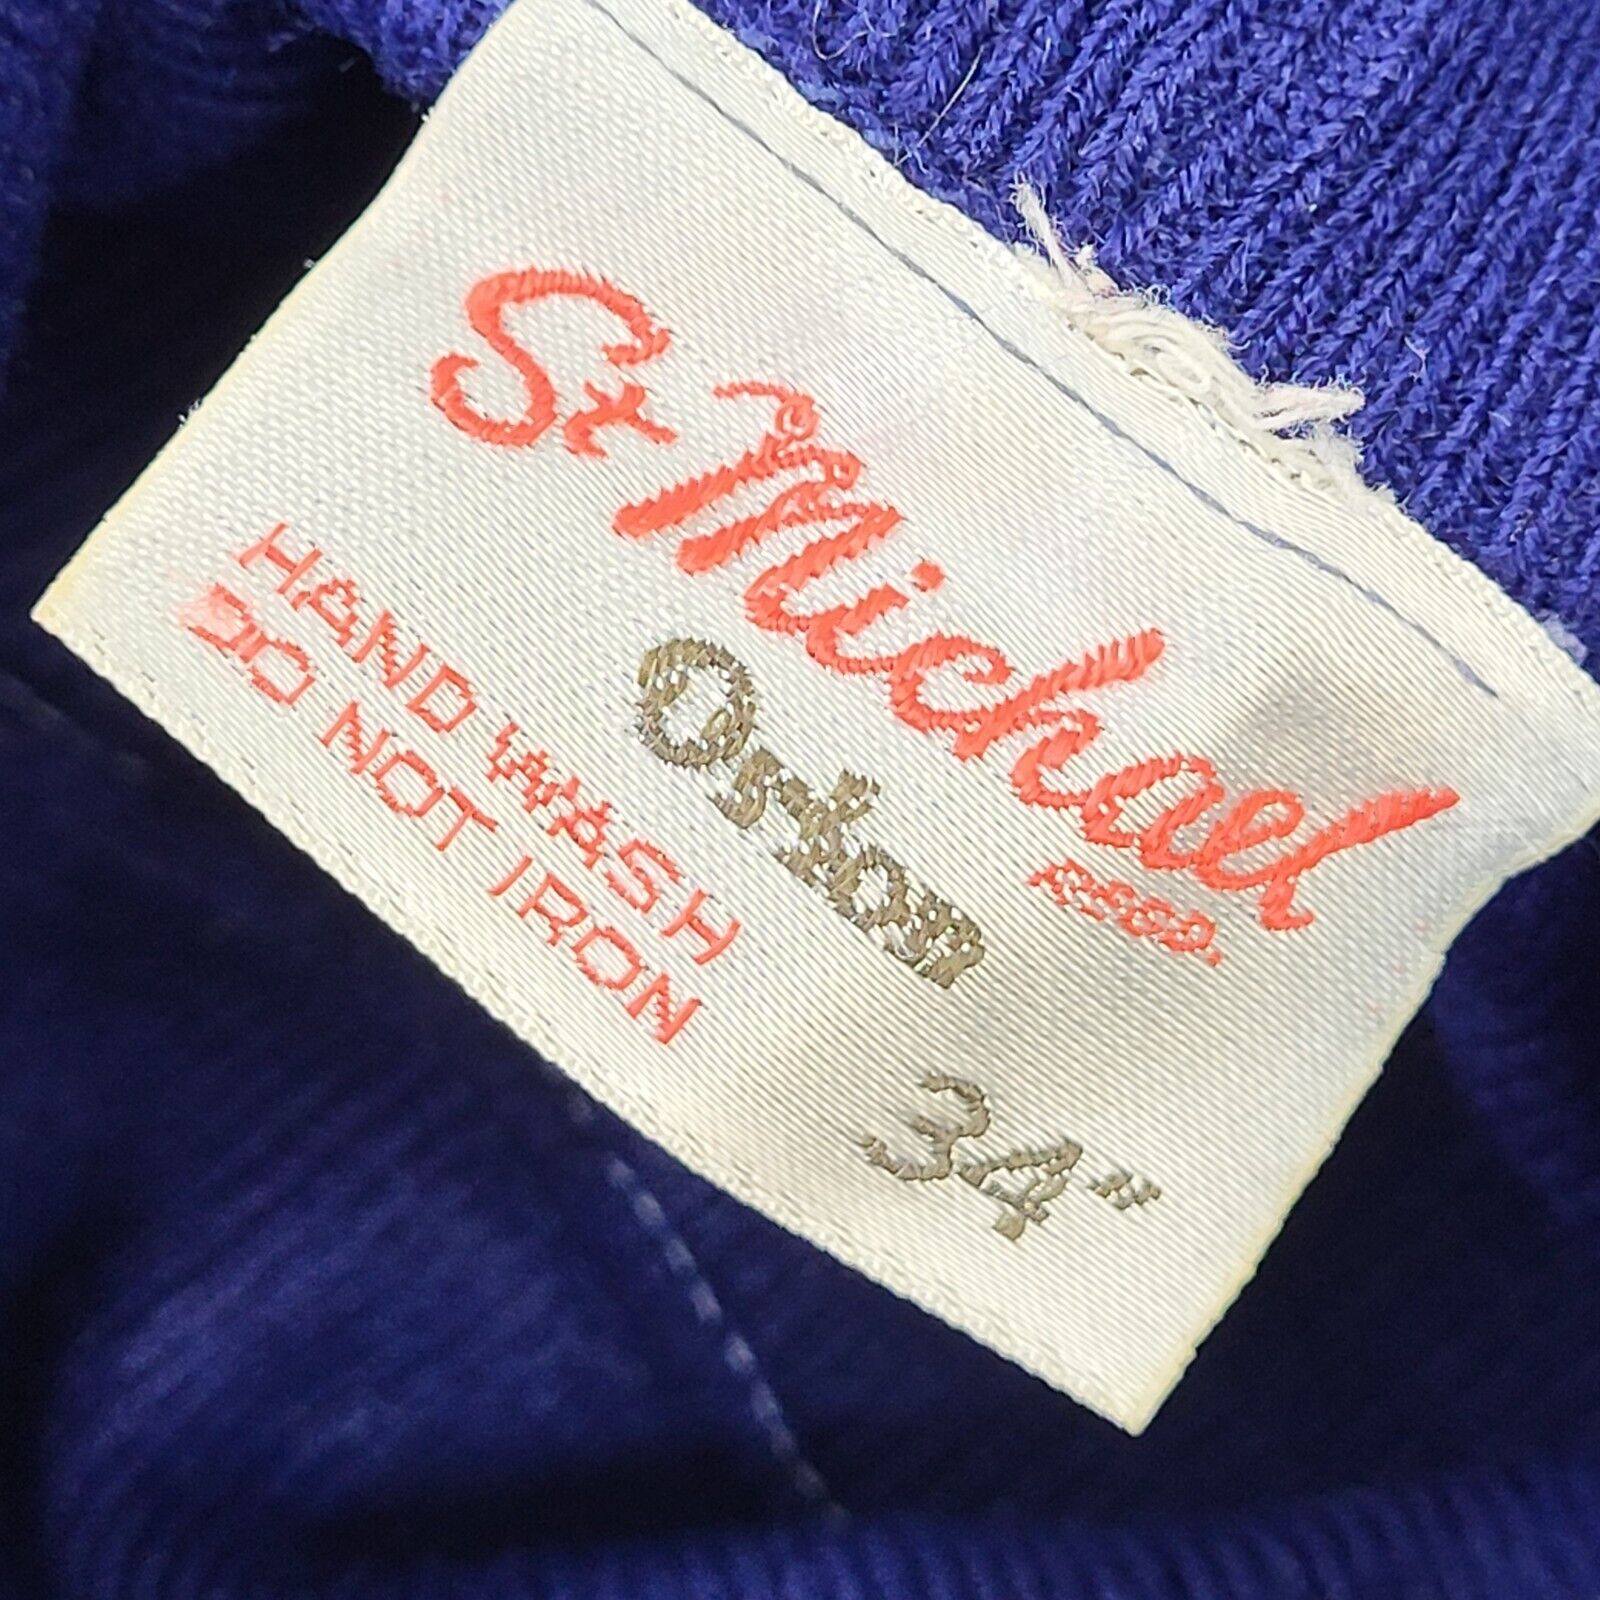 St Michael
REGD.
Orlon
HAND WASH
DO NOT IRON
34"